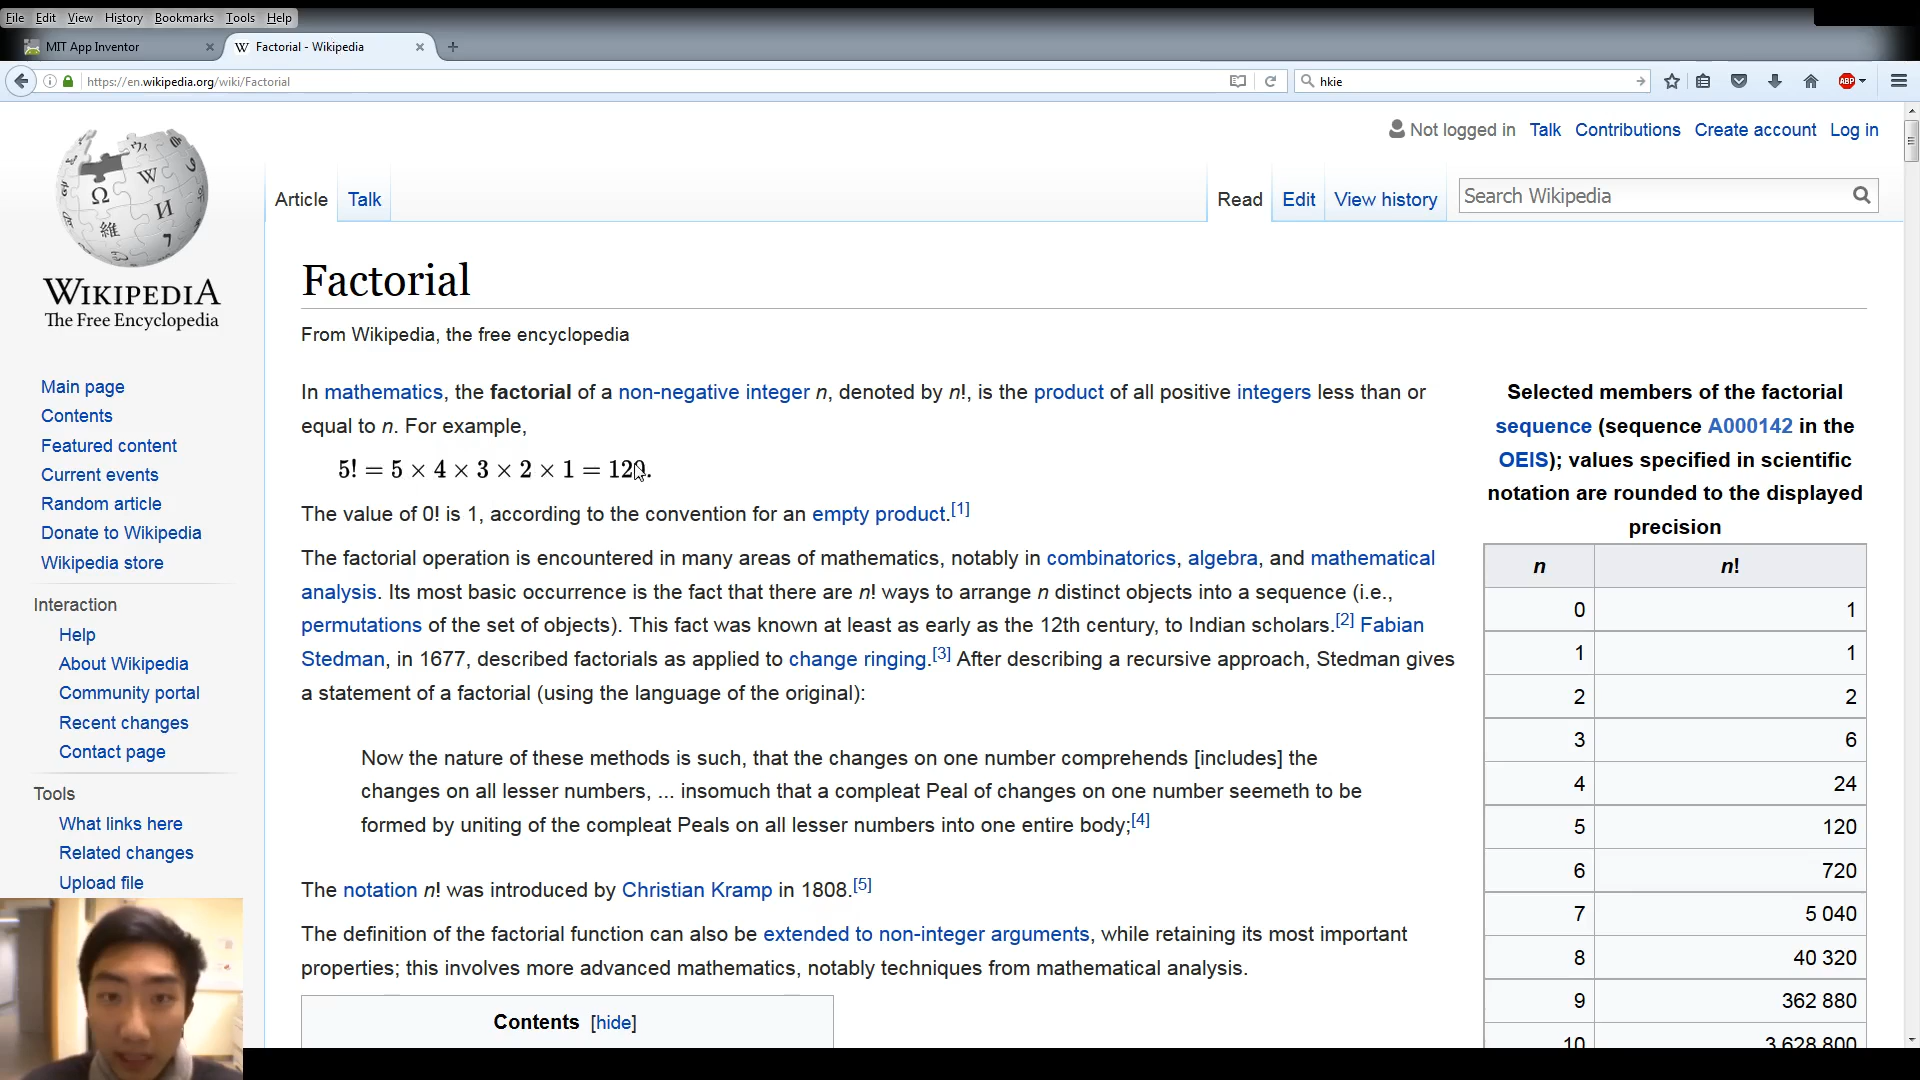 File Edit View History Bookmarks Tools Help
MIT App Inventor × W Factorial - Wikipedia × +
https://en.wikipedia.org/wiki/Factorial hkie ABP
Not logged in Talk Contributions Create account Log in
Article Talk Read Edit View history Search Wikipedia
Ω W И 維 7
WIKIPEDIA
The Free Encyclopedia
Main page
Contents
Featured content
Current events
Random article
Donate to Wikipedia
Wikipedia store
Interaction
Help
About Wikipedia
Community portal
Recent changes
Contact page
Tools
What links here
Related changes
Upload file
Factorial
From Wikipedia, the free encyclopedia
In mathematics, the factorial of a non-negative integer n, denoted by n!, is the product of all positive integers less than or
equal to n. For example,
5! = 5 × 4 × 3 × 2 × 1 = 120.
The value of 0! is 1, according to the convention for an empty product.[1]
The factorial operation is encountered in many areas of mathematics, notably in combinatorics, algebra, and mathematical
analysis. Its most basic occurrence is the fact that there are n! ways to arrange n distinct objects into a sequence (i.e.,
permutations of the set of objects). This fact was known at least as early as the 12th century, to Indian scholars.[2] Fabian
Stedman, in 1677, described factorials as applied to change ringing.[3] After describing a recursive approach, Stedman gives
a statement of a factorial (using the language of the original):
Now the nature of these methods is such, that the changes on one number comprehends [includes] the
changes on all lesser numbers, ... insomuch that a compleat Peal of changes on one number seemeth to be
formed by uniting of the compleat Peals on all lesser numbers into one entire body;[4]
The notation n! was introduced by Christian Kramp in 1808.[5]
The definition of the factorial function can also be extended to non-integer arguments, while retaining its most important
properties; this involves more advanced mathematics, notably techniques from mathematical analysis.
Contents [hide]
Selected members of the factorial
sequence (sequence A000142 in the
OEIS); values specified in scientific
notation are rounded to the displayed
precision
n n!
0 1
1 1
2 2
3 6
4 24
5 120
6 720
7 5 040
8 40 320
9 362 880
10 3 628 800